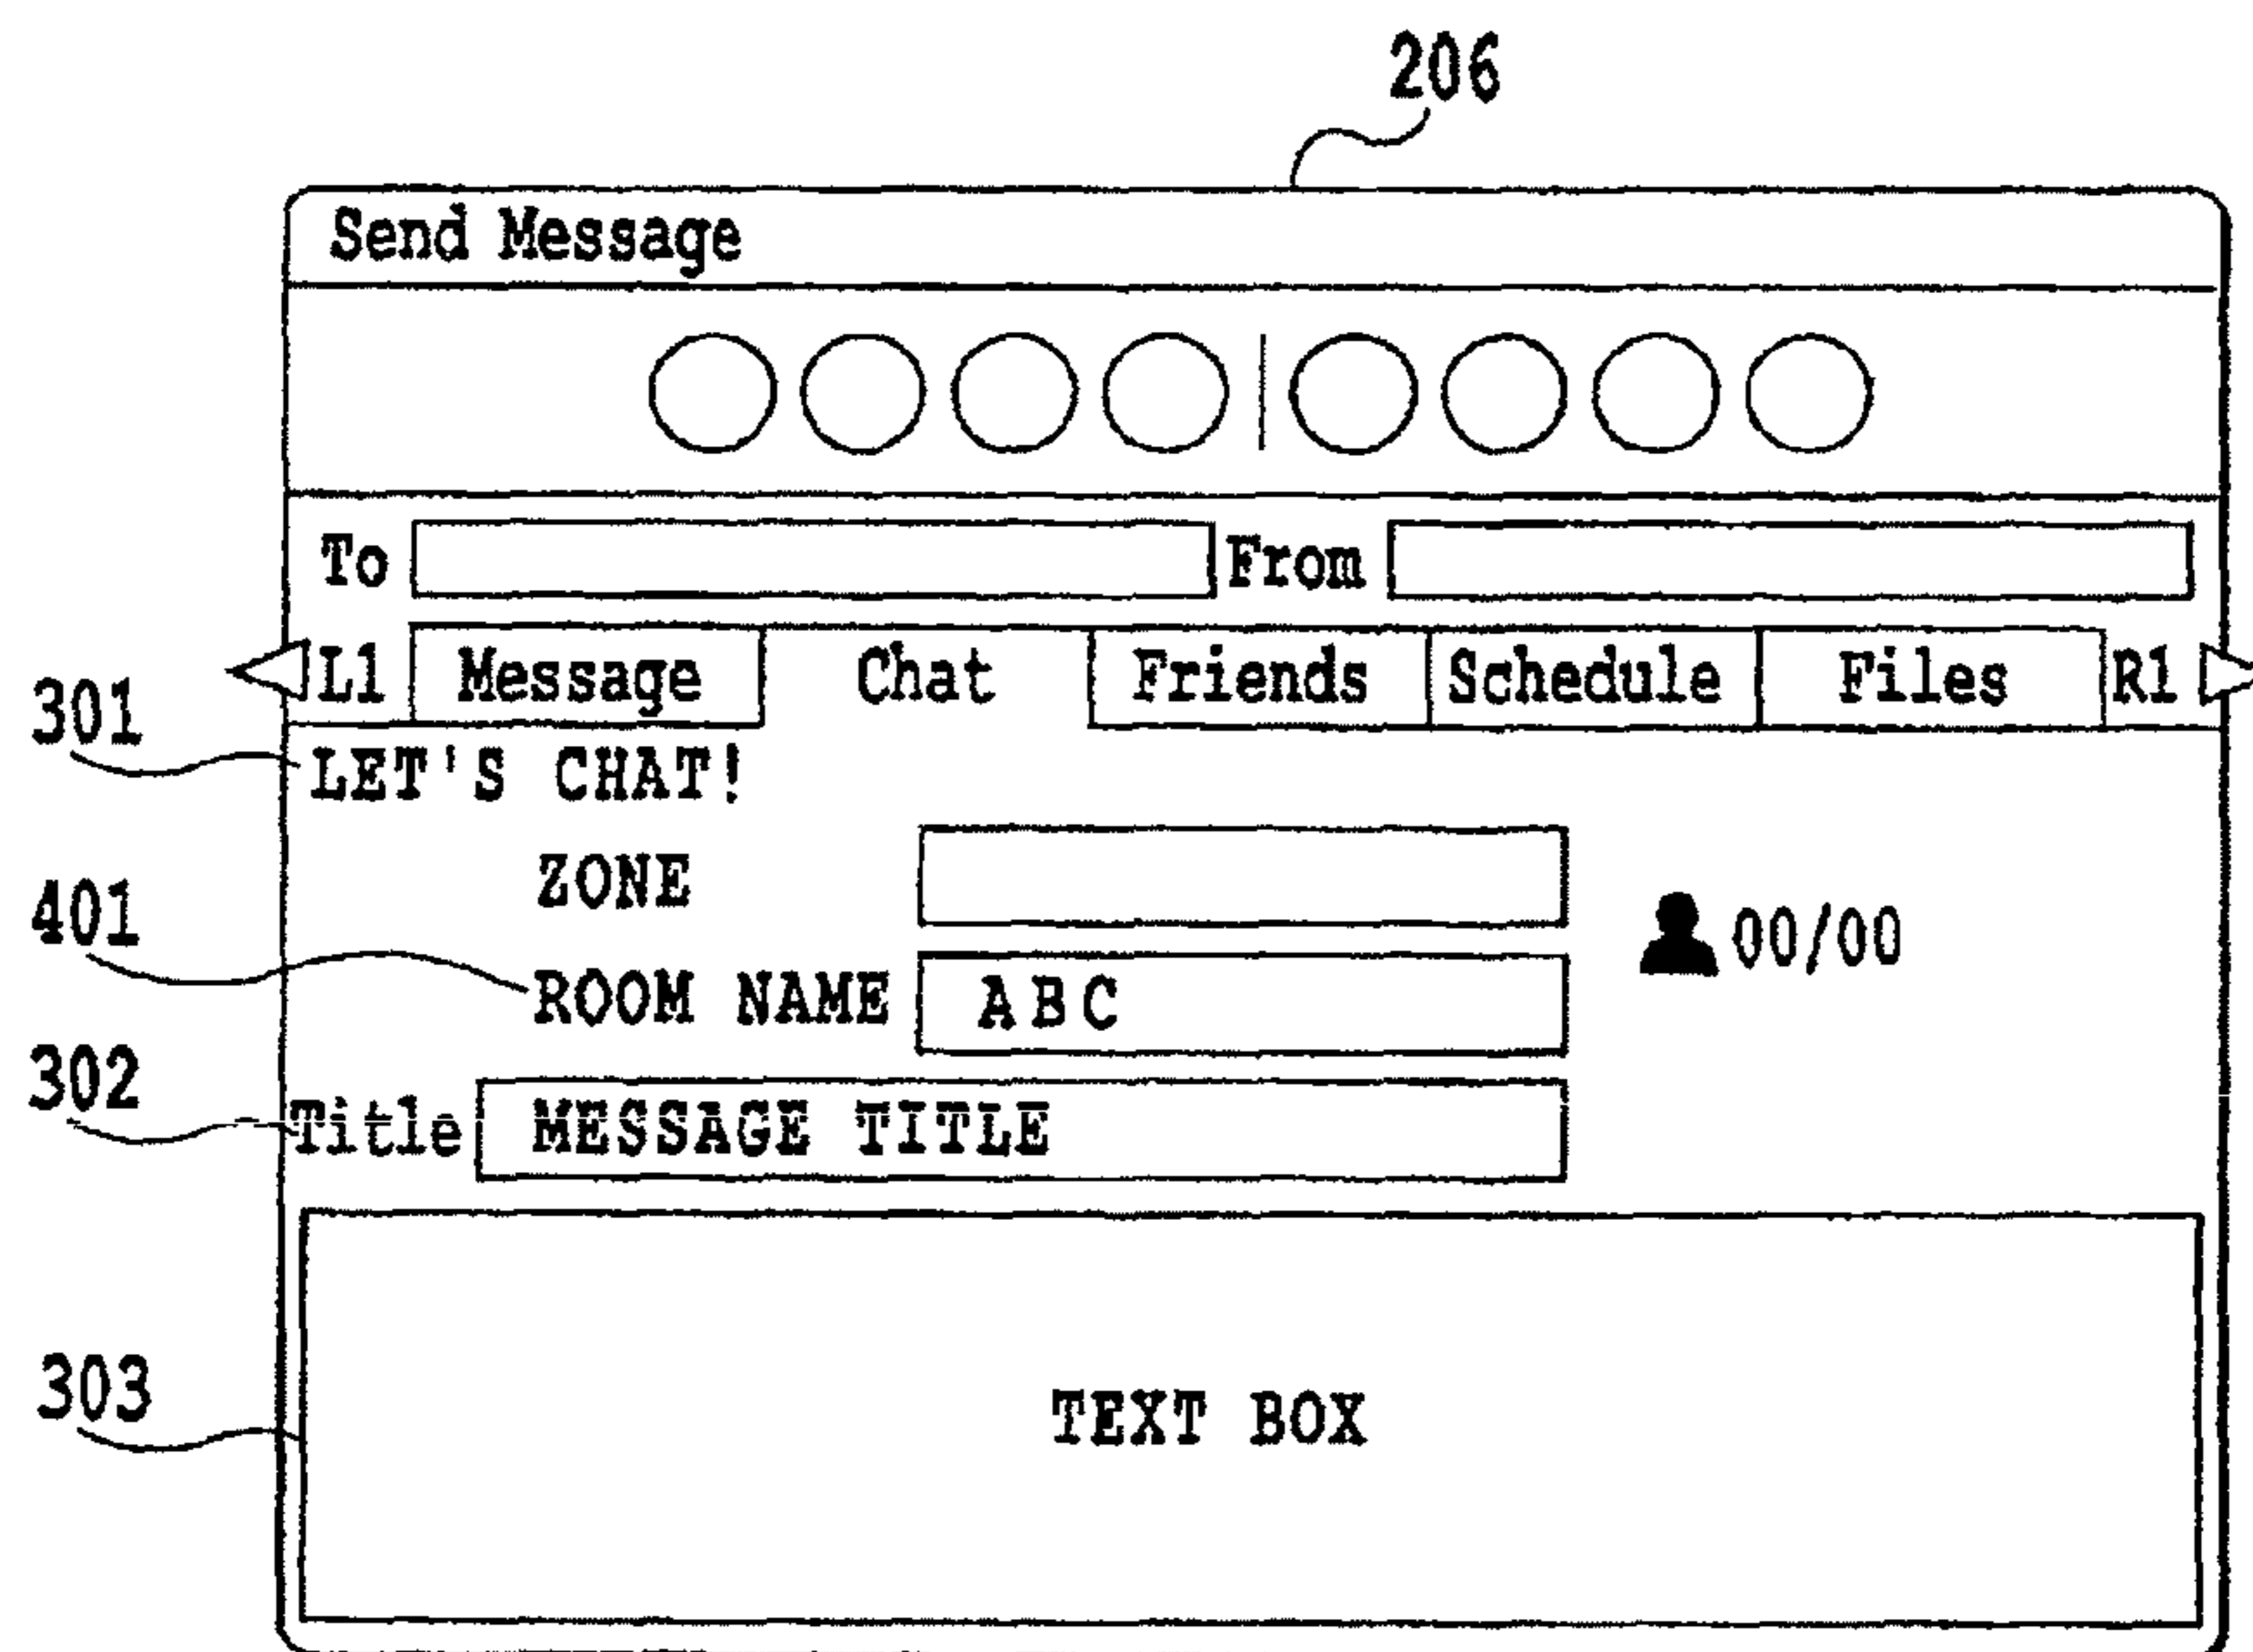 206
Send Message
To From
L1 Message Chat Friends Schedule Files R1
301
LET'S CHAT!
ZONE
00/00
401
ROOM NAME ABC
302
Title MESSAGE TITLE
303
TEXT BOX